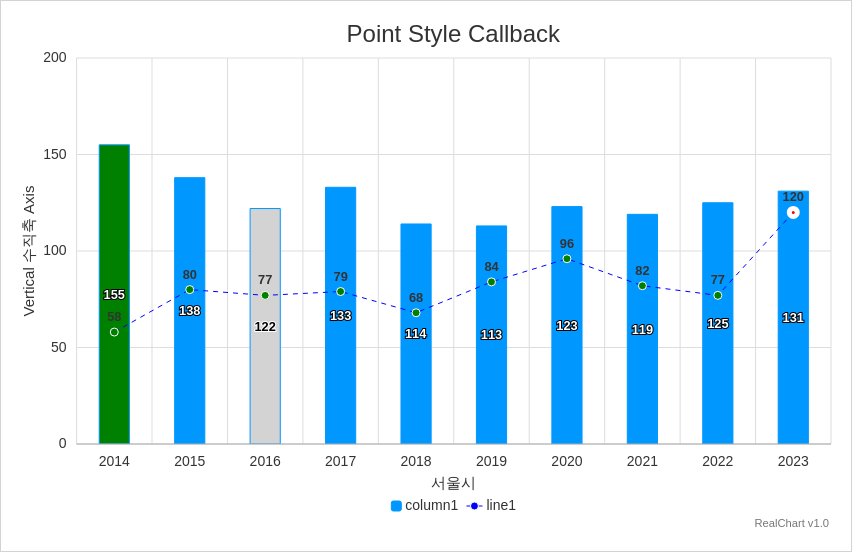 Point Style Callback
Vertical 수직축 Axis
200
150
100
50
0
155 138 122 133 114 113 123 119 125 131
58 80 77 79 68 84 96 82 77 120
2014 2015 2016 2017 2018 2019 2020 2021 2022 2023
서울시
column1 line1
RealChart v1.0